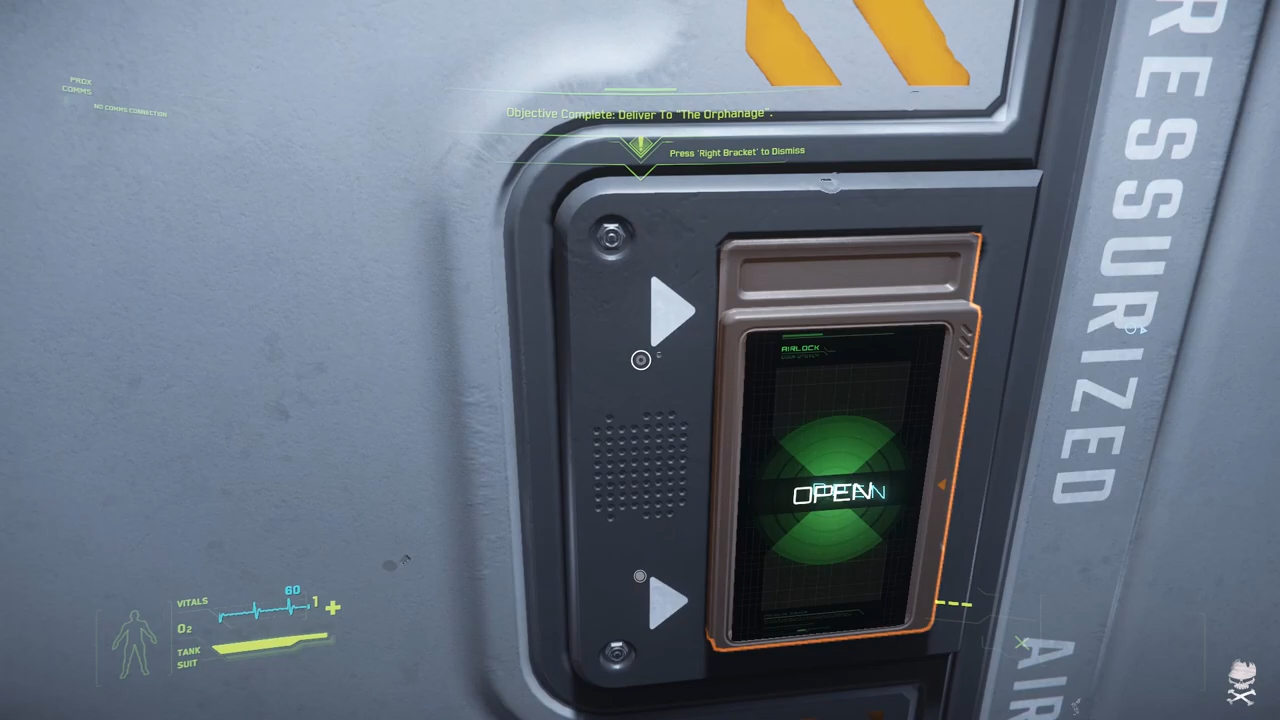 PROX
COMMS
NO COMMS CONNECTION
Objective Complete: Deliver To "The Orphanage".
Press 'Right Bracket' to Dismiss
AIRLOCK
OPEN
RESSURIZED
AIR
VITALS
60
1
O2
TANK
SUIT